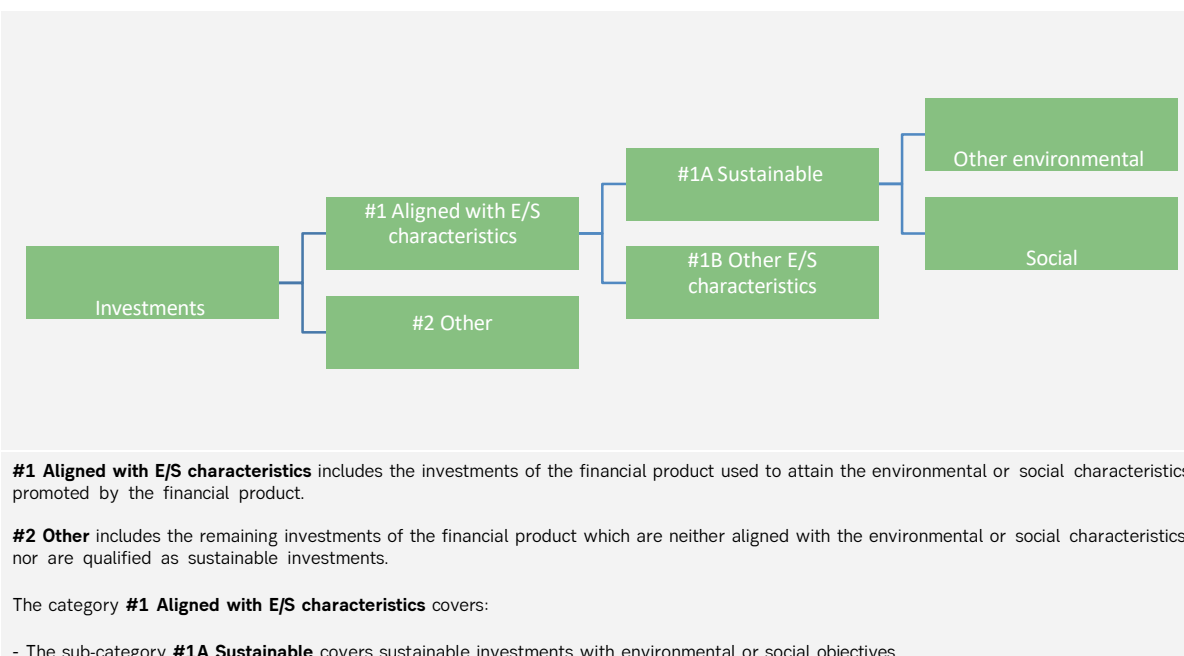 Other environmental
#1A Sustainable
#1 Aligned with E/S
characteristics
Social
#1B Other E/S
characteristics
Investments
#2 Other
#1 Aligned with E/S characteristics includes the investments of the financial product used to attain the environmental or social characteristics
promoted by the financial product.
#2 Other includes the remaining investments of the financial product which are neither aligned with the environmental or social characteristics
nor are qualified as sustainable investments.
The category #1 Aligned with E/S characteristics covers:
- The sub-category #1A Sustainable covers sustainable investments with environmental or social objectives